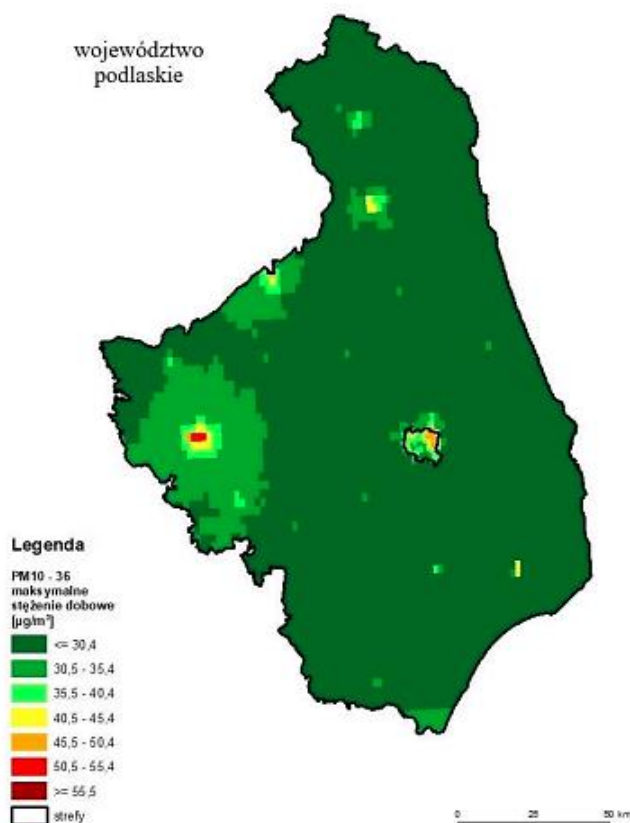 województwo
podlaskie
Legenda
PM10 - 36
maksymalne
stężenie dobowe
[µg/m³]
<= 30,4
30,5 - 35,4
35,5 - 40,4
40,5 - 45,4
45,5 - 50,4
50,5 - 55,4
>= 55,5
strefy
0 25 50 km